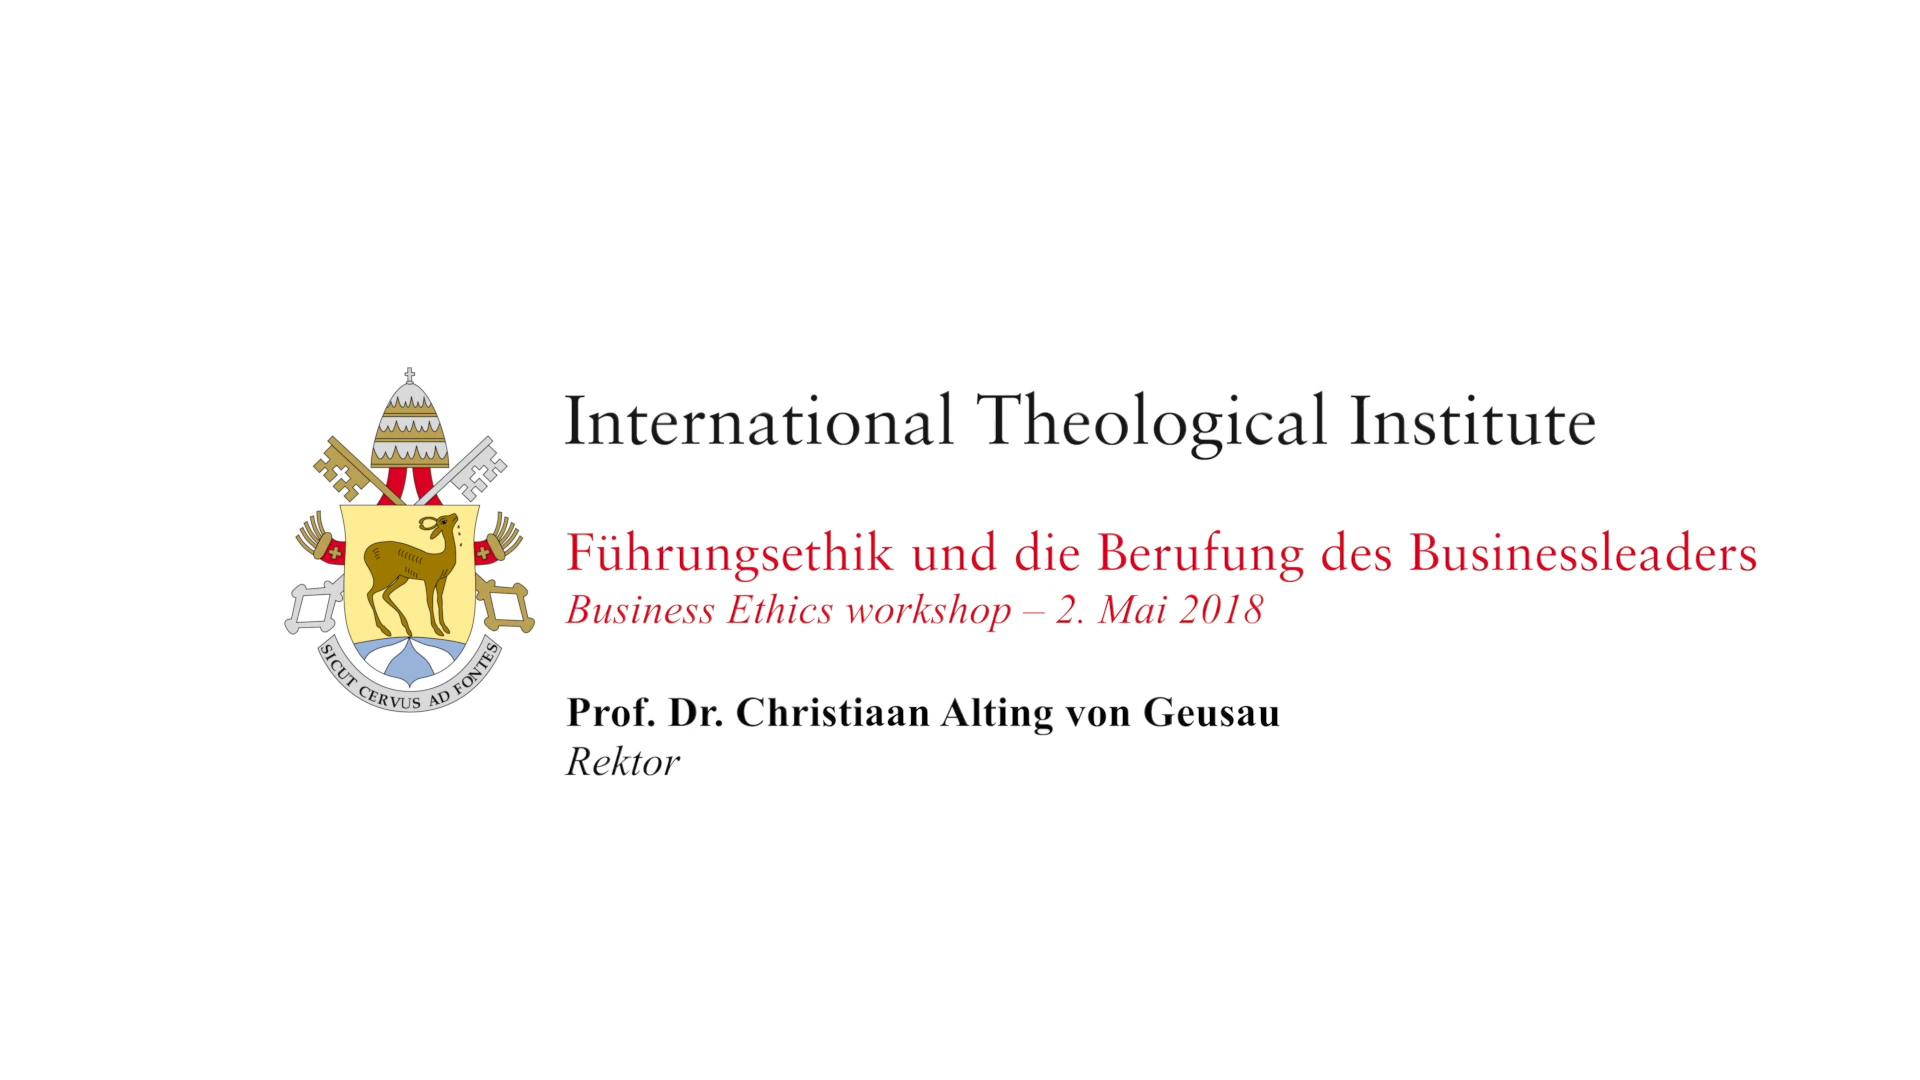 International Theological Institute
Führungsethik und die Berufung des Businessleaders
Business Ethics workshop – 2. Mai 2018
SICUT CERVUS AD FONTES
Prof. Dr. Christiaan Alting von Geusau
Rektor